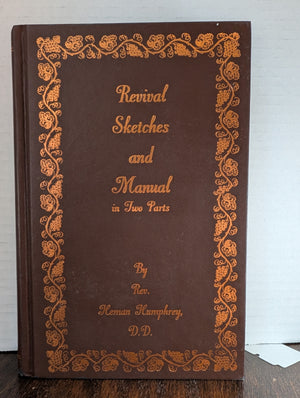 Revival
Sketches
and
Manual
in Two Parts
By
Rev.
Heman Humphrey,
D.D.